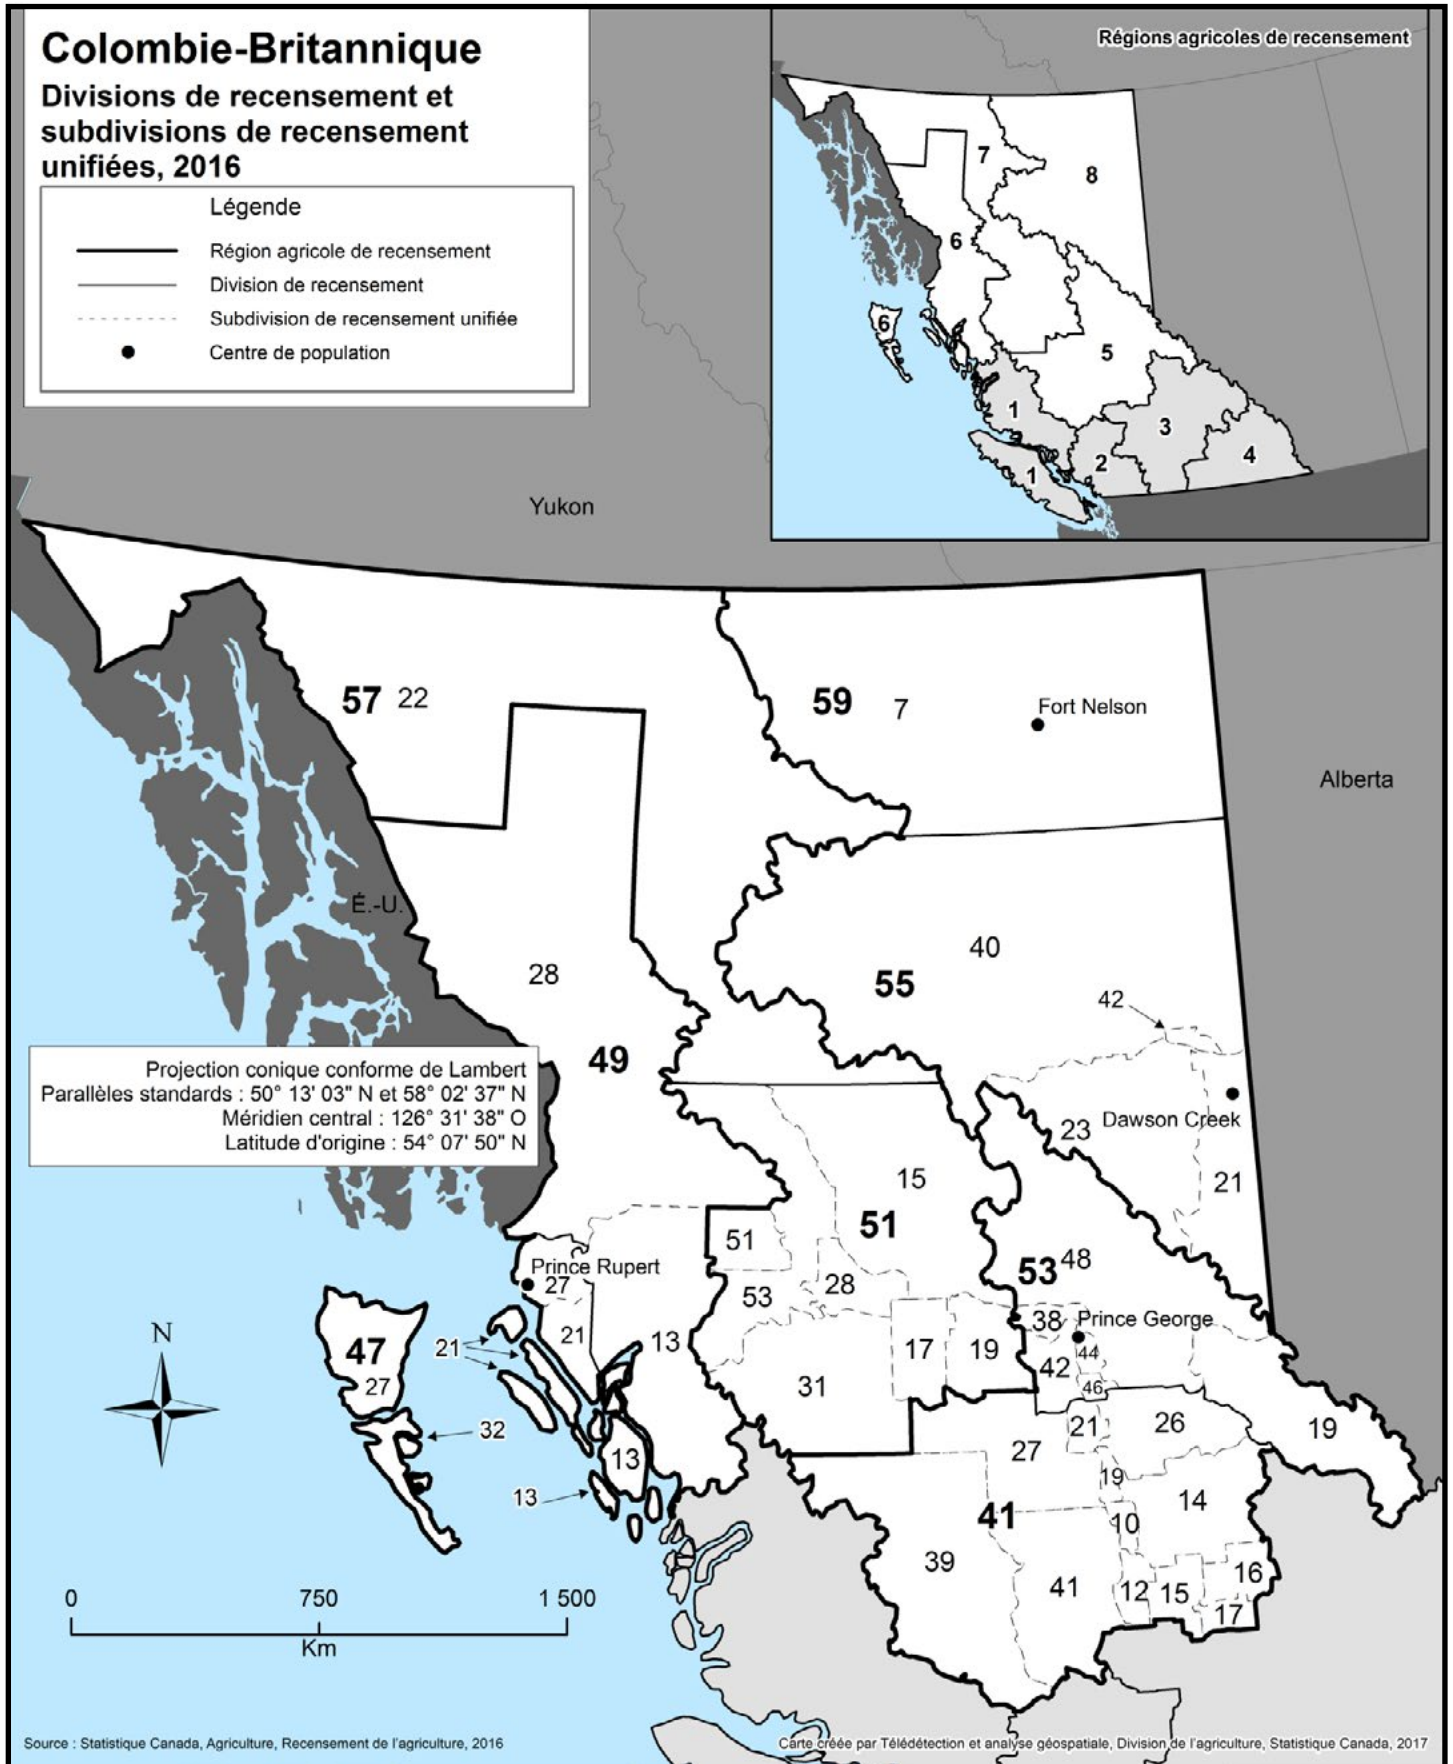 Colombie-Britannique
Divisions de recensement et
subdivisions de recensement
unifiées, 2016
Légende
Région agricole de recensement
Division de recensement
Subdivision de recensement unifiée
Centre de population
Régions agricoles de recensement
7
8
6
6
5
1
3
2
4
1
Yukon
57 22
59 7
Fort Nelson
Alberta
É.-U.
40
28
55
42
49
Projection conique conforme de Lambert
Parallèles standards : 50° 13' 03" N et 58° 02' 37" N
Méridien central : 126° 31' 38" O
Latitude d'origine : 54° 07' 50" N
23
Dawson Creek
15
21
51
51
53 48
Prince Rupert
27
53
28
38
Prince George
N
47
27
21
21
13
17
19
42
44
46
31
32
13
13
27
21
26
19
19
14
41
10
39
41
12
15
16
17
0
750
1 500
Km
Source : Statistique Canada, Agriculture, Recensement de l'agriculture, 2016
Carte créée par Télédétection et analyse géospatiale, Division de l'agriculture, Statistique Canada, 2017